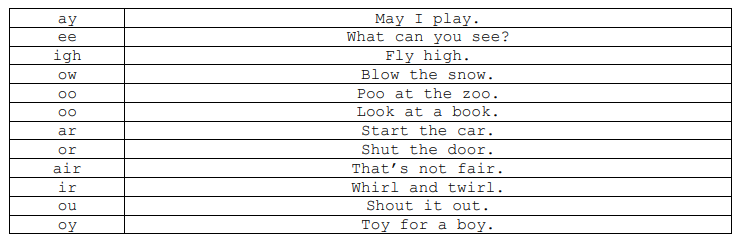 ay May I play.
ee What can you see?
igh Fly high.
ow Blow the snow.
oo Poo at the zoo.
oo Look at a book.
ar Start the car.
or Shut the door.
air That’s not fair.
ir Whirl and twirl.
ou Shout it out.
oy Toy for a boy.